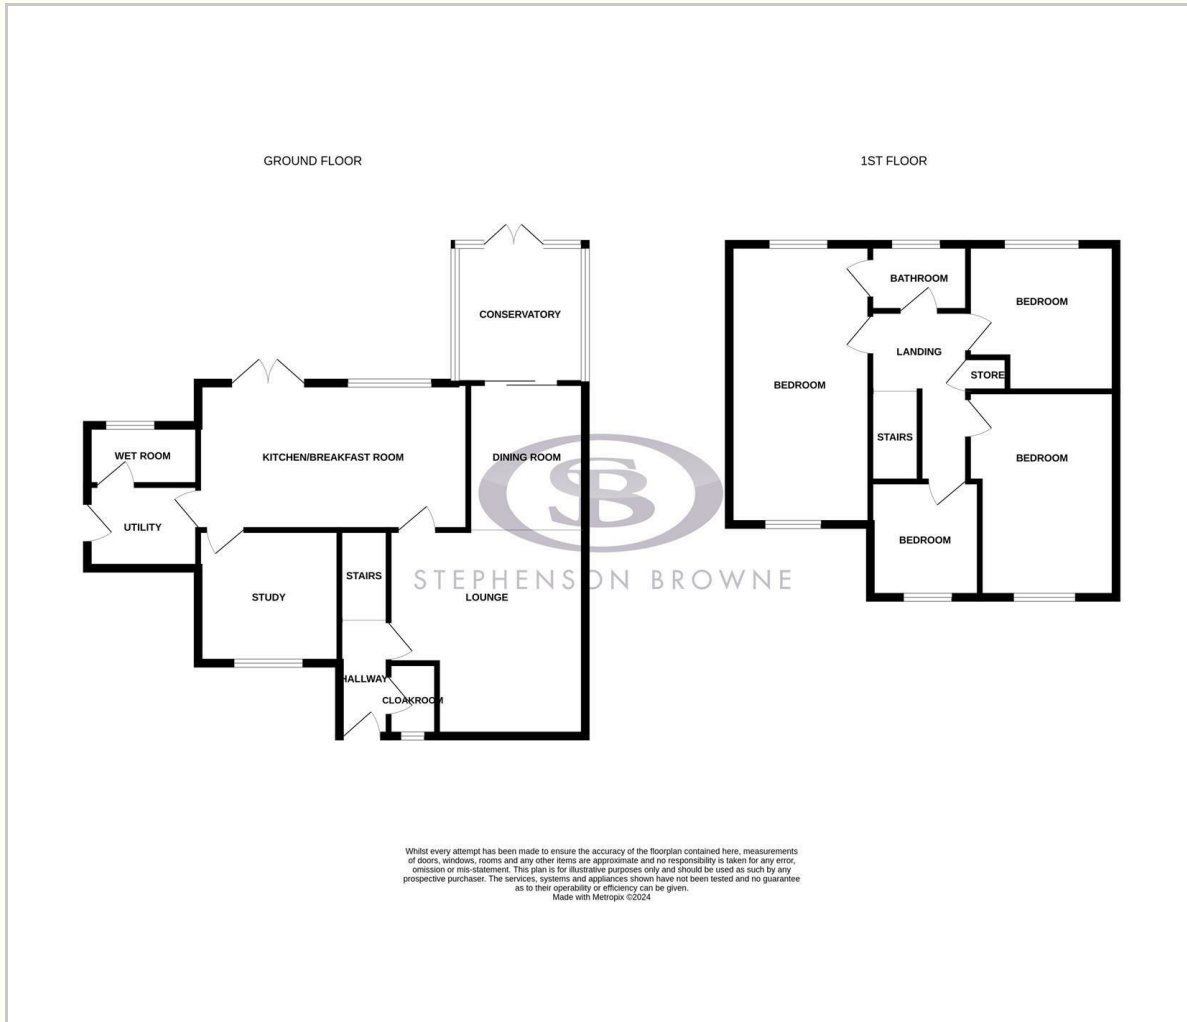 GROUND FLOOR
1ST FLOOR
CONSERVATORY
WET ROOM
KITCHEN/BREAKFAST ROOM
DINING ROOM
UTILITY
STAIRS
STUDY
LOUNGE
HALLWAY
CLOAKROOM
BATHROOM
BEDROOM
LANDING
STORE
BEDROOM
STAIRS
BEDROOM
BEDROOM
SB
STEPHENSON BROWNE
Whilst every attempt has been made to ensure the accuracy of the floorplan contained here, measurements
of doors, windows, rooms and any other items are approximate and no responsibility is taken for any error,
omission or mis-statement. This plan is for illustrative purposes only and should be used as such by any
prospective purchaser. The services, systems and appliances shown have not been tested and no guarantee
as to their operability or efficiency can be given.
Made with Metropix ©2024